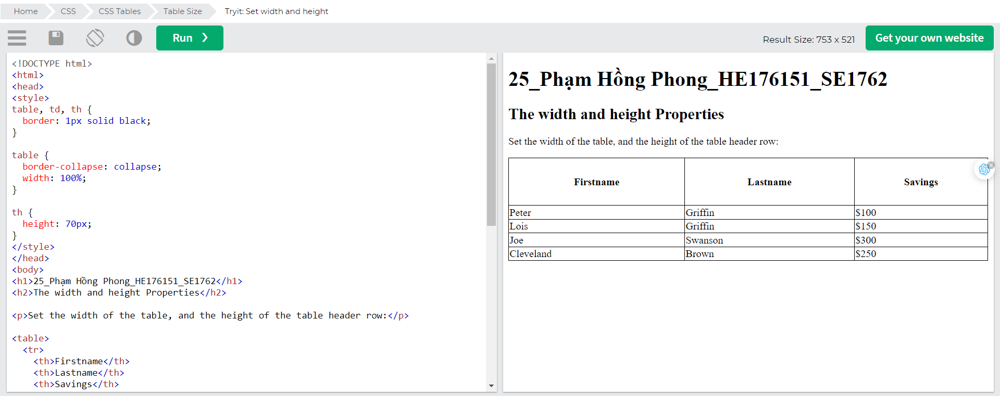 Home CSS CSS Tables Table Size Tryit: Set width and height
Run ❯ Result Size: 753 x 521 Get your own website
<!DOCTYPE html>
<html>
<head>
<style>
table, td, th {
  border: 1px solid black;
}

table {
  border-collapse: collapse;
  width: 100%;
}

th {
  height: 70px;
}
</style>
</head>
<body>
<h1>25_Phạm Hồng Phong_HE176151_SE1762</h1>
<h2>The width and height Properties</h2>

<p>Set the width of the table, and the height of the table header row:</p>

<table>
  <tr>
    <th>Firstname</th>
    <th>Lastname</th>
    <th>Savings</th>
25_Phạm Hồng Phong_HE176151_SE1762
The width and height Properties
Set the width of the table, and the height of the table header row:
Firstname Lastname Savings
Peter Griffin $100
Lois Griffin $150
Joe Swanson $300
Cleveland Brown $250